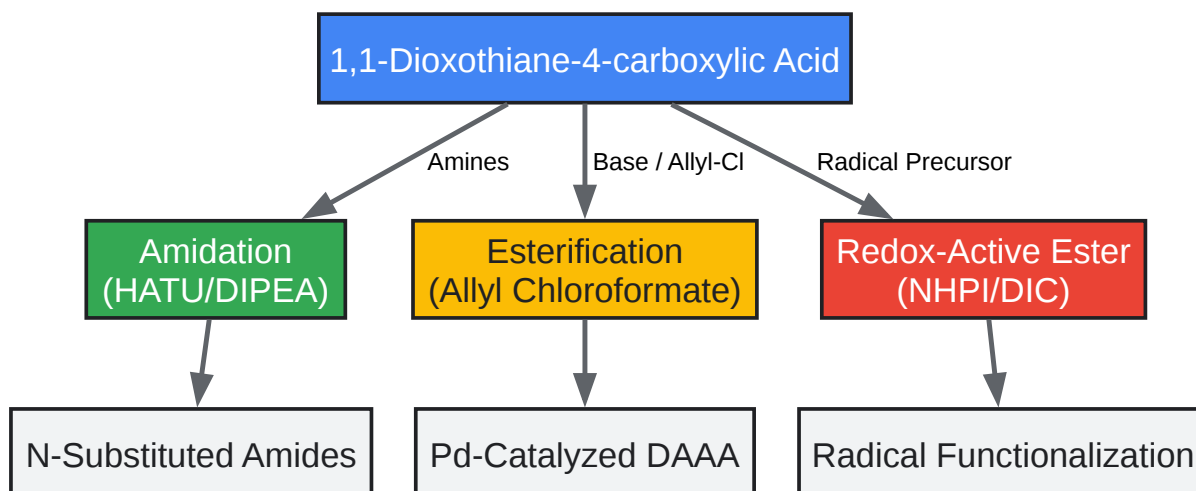 1,1-Dioxothiane-4-carboxylic Acid
Amines
Base / Allyl-Cl
Radical Precursor
Amidation
(HATU/DIPEA)
Esterification
(Allyl Chloroformate)
Redox-Active Ester
(NHPI/DIC)
N-Substituted Amides
Pd-Catalyzed DAAA
Radical Functionalization